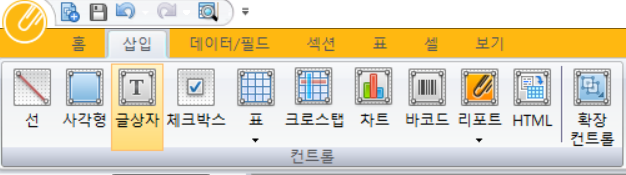 홈 삽입 데이터/필드 섹션 표 셀 보기
선 사각형 글상자 체크박스 표 크로스탭 차트 바코드 리포트 HTML 확장
컨트롤
컨트롤